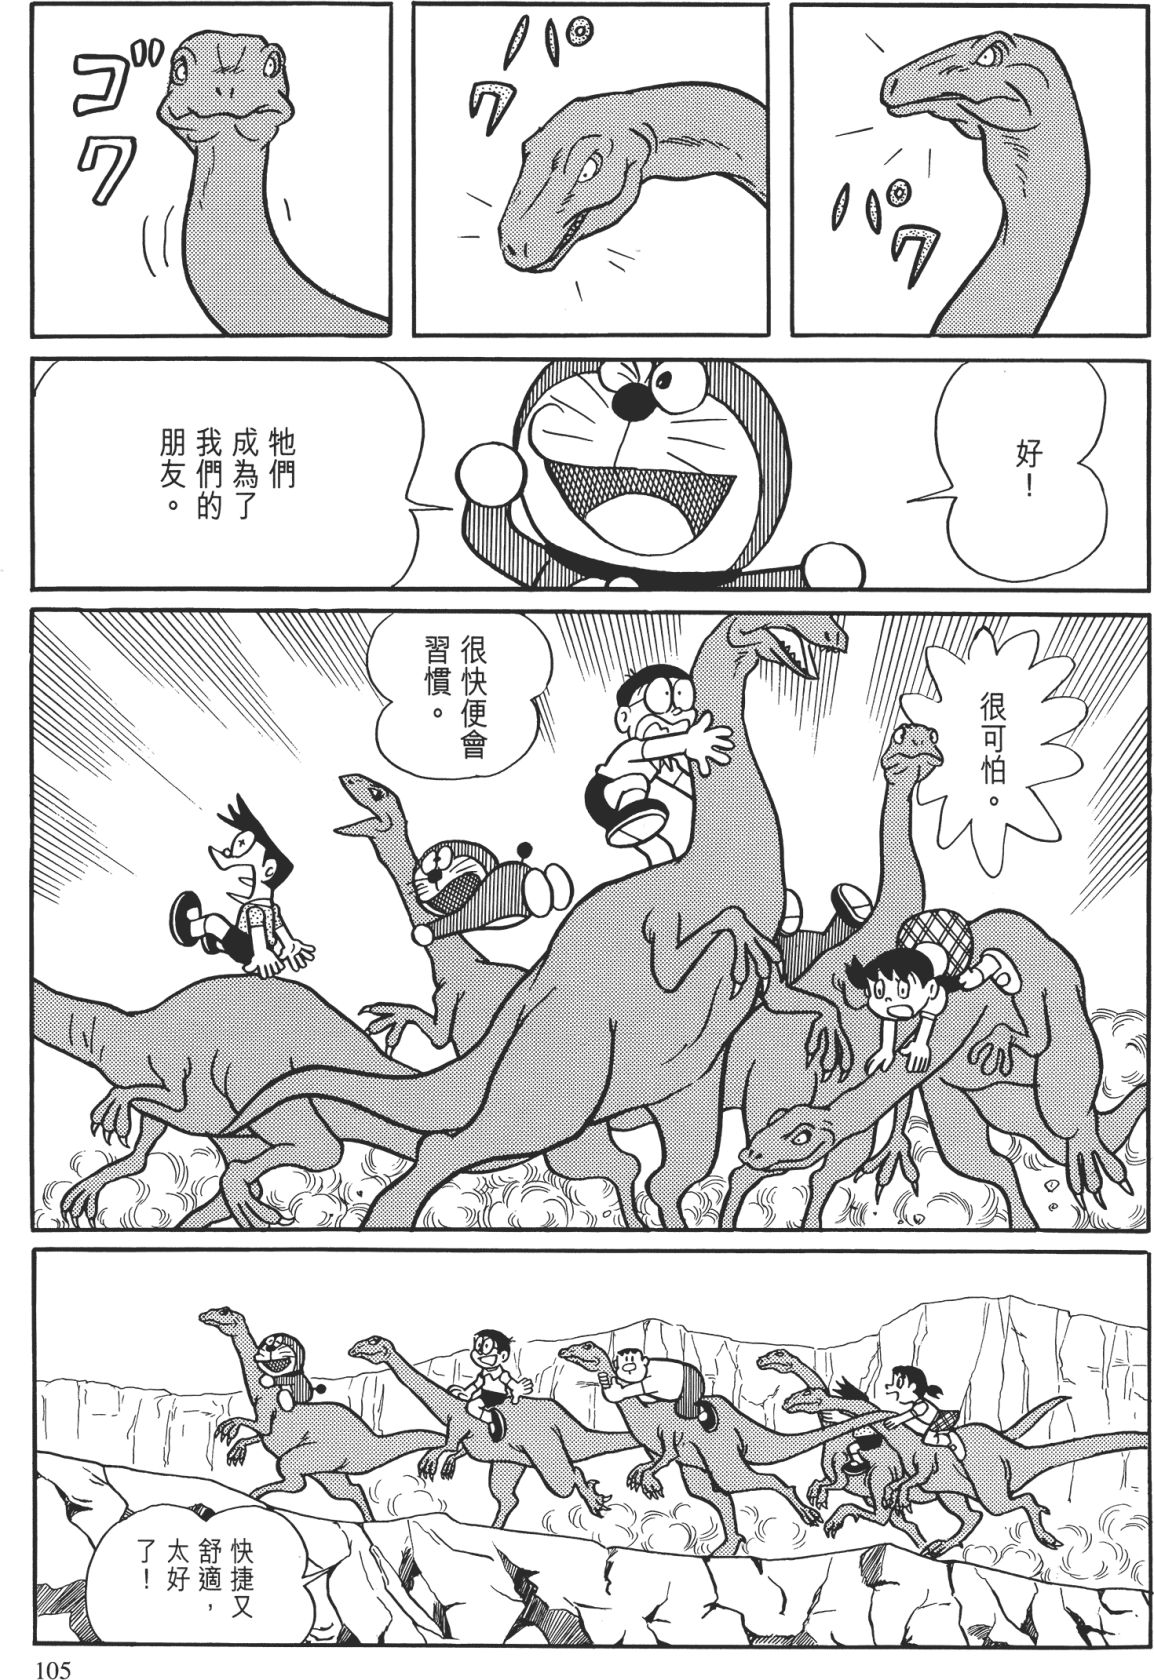 パク
パク
ゴクッ
好！
牠們
成為了
我們的
朋友。
很可怕。
很快便會
習慣。
快捷又
舒適，
太好
了！
105